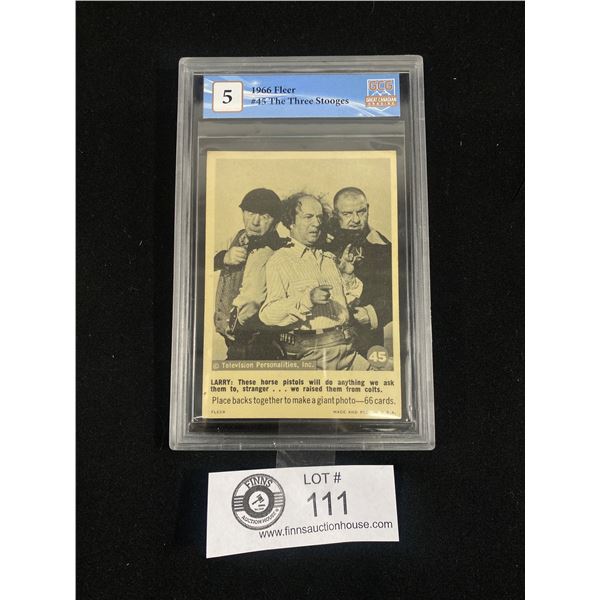 5
1966 Fleer
#45 The Three Stooges
GCG
GREAT CANADIAN
GRADING
© Television Personalities, Inc.
45
LARRY: These horse pistols will do anything we ask
them to, stranger . . . we raised them from colts.
Place backs together to make a giant photo—66 cards.
FLEER
MADE AND
FINNS
AUCTION HOUSE
LOT #
111
www.finnsauctionhouse.com